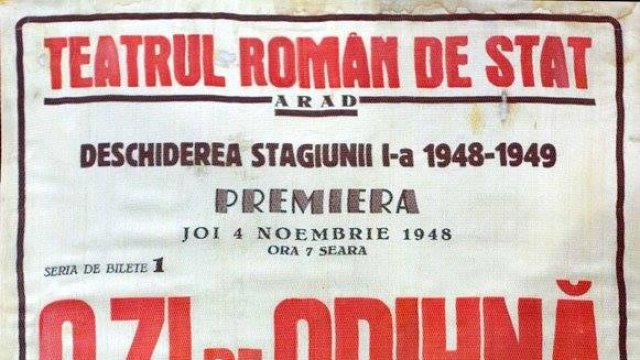 TEATRUL ROMÂN DE STAT
ARAD
DESCHIDEREA STAGIUNII I-a 1948-1949
PREMIERA
JOI 4 NOEMBRIE 1948
ORA 7 SEARA
SERIA DE BILETE 1
O ZI DE ODIHNĂ